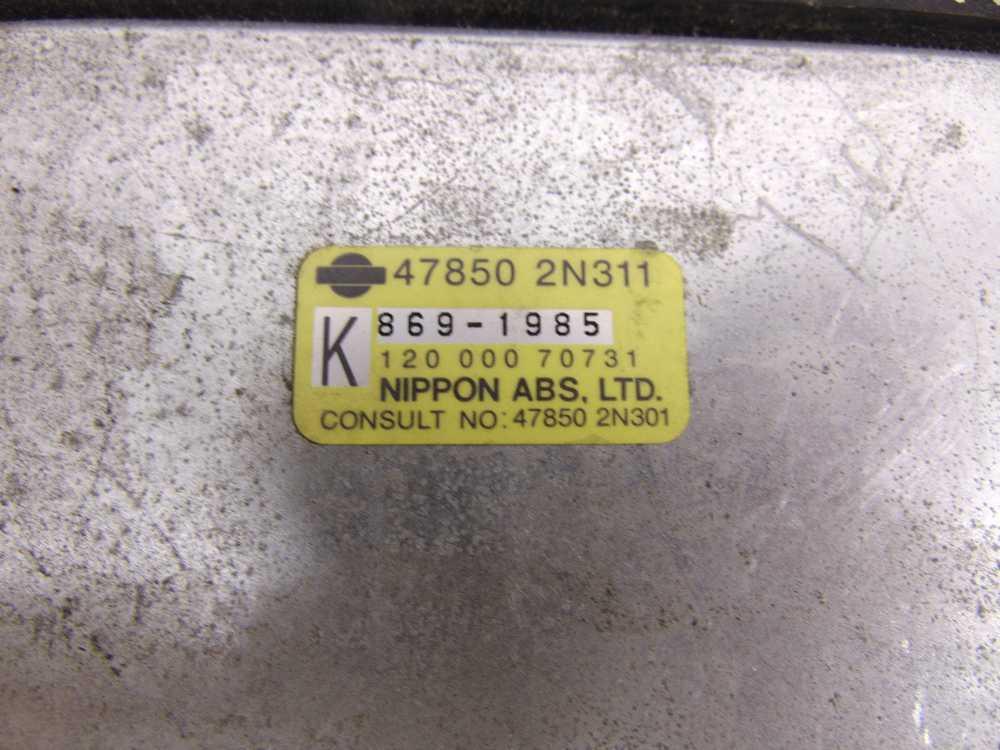 47850 2N311
K 869-1985
120 000 70731
NIPPON ABS, LTD.
CONSULT NO: 47850 2N301